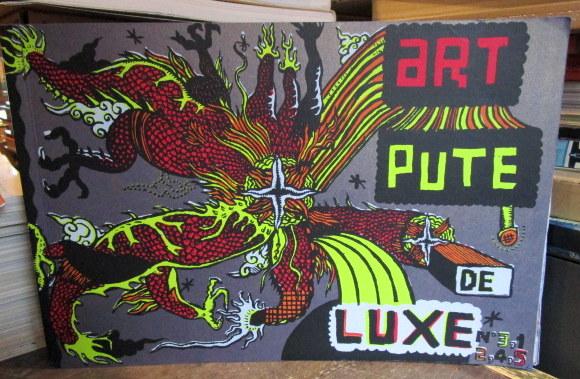 ART
PUTE
DE
LUXE
N°3,1
2,4,5